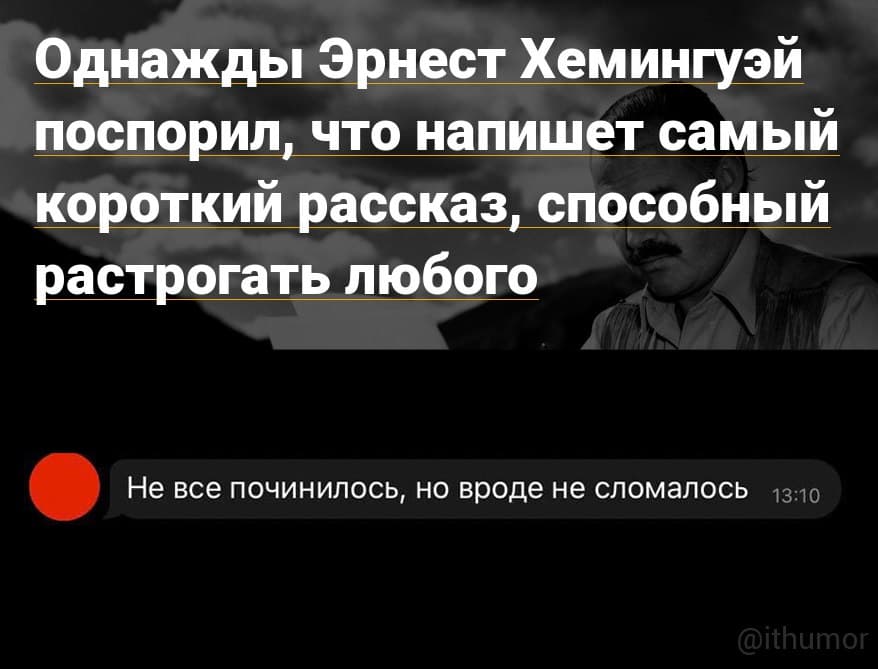 Однажды Эрнест Хемингуэй
поспорил, что напишет самый
короткий рассказ, способный
растрогать любого
Не все починилось, но вроде не сломалось 13:10
@ithumor